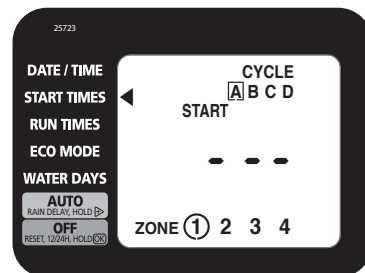 25723
DATE / TIME
START TIMES
RUN TIMES
ECO MODE
WATER DAYS
AUTO
RAIN DELAY, HOLD
OFF
RESET, 12/24H, HOLD OK
CYCLE
A B C D
START
- - -
ZONE 1 2 3 4